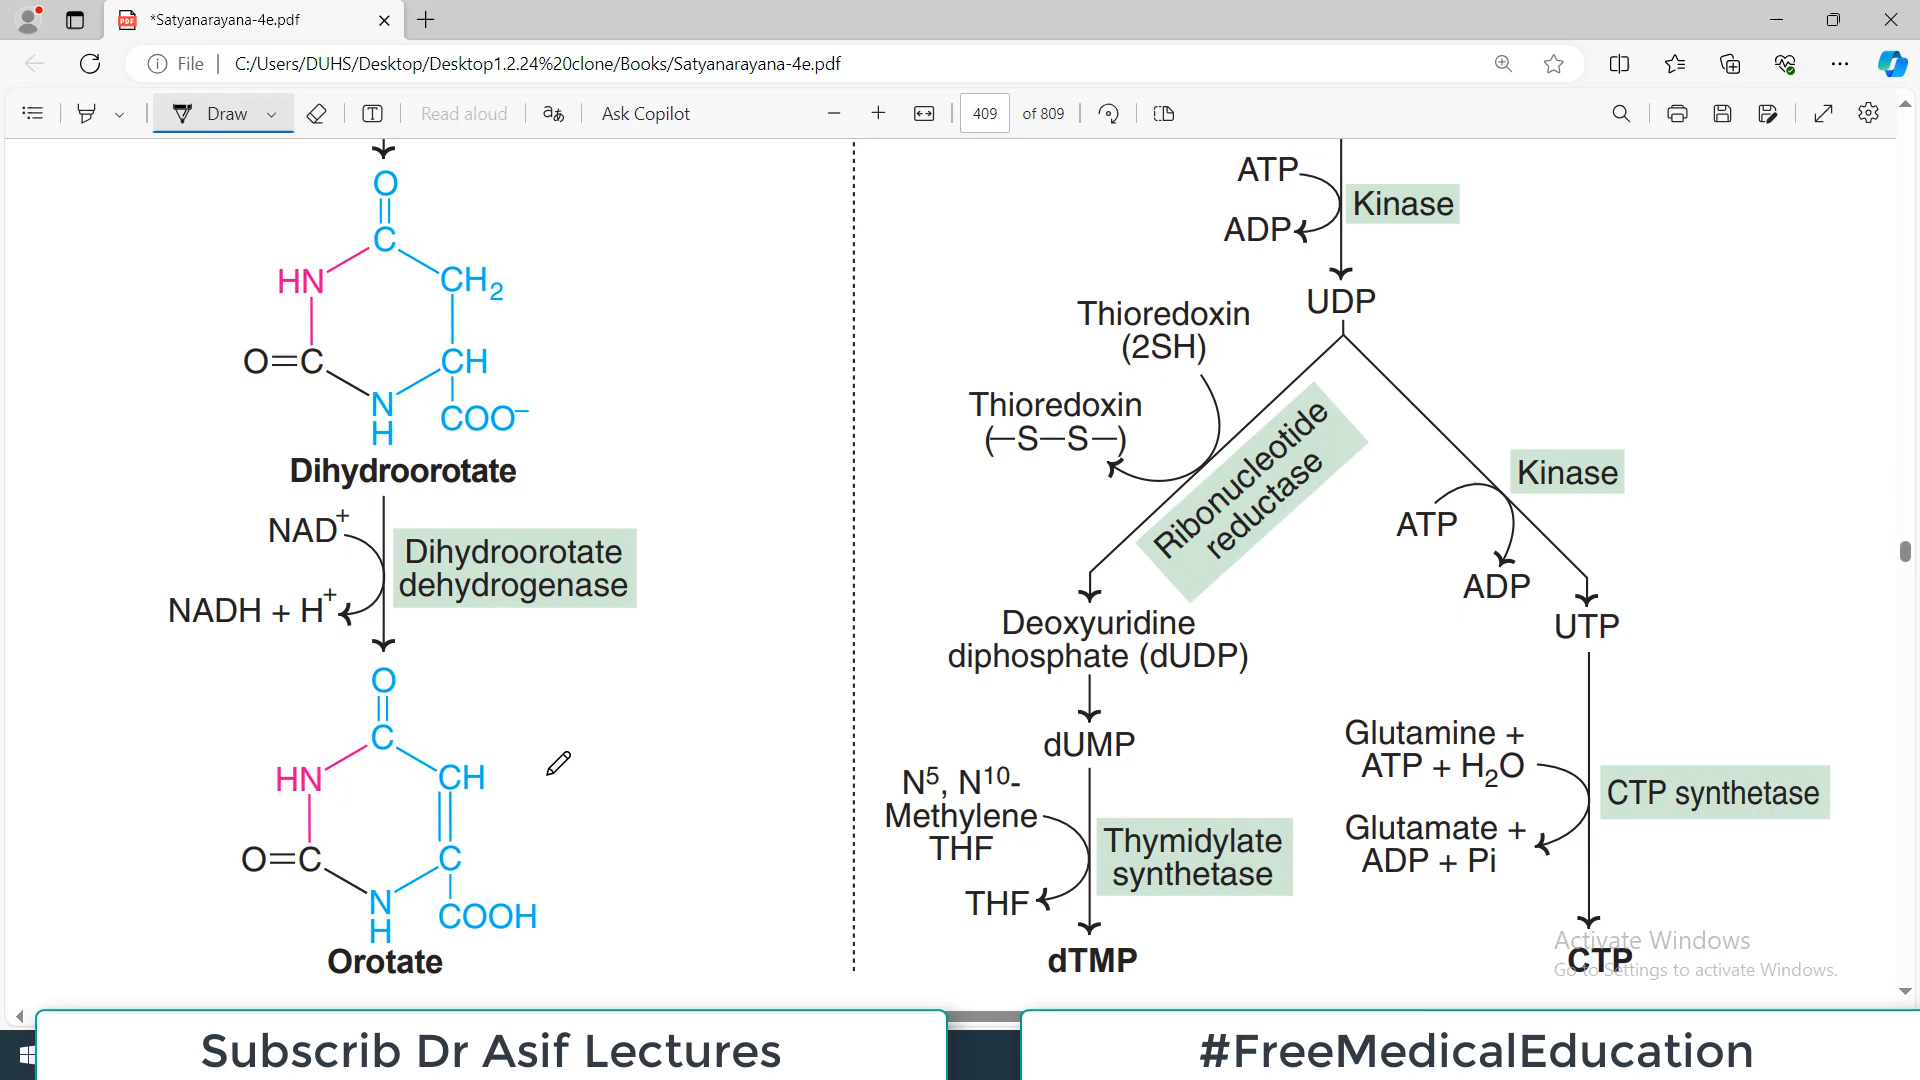 *Satyanarayana-4e.pdf
File
C:/Users/DUHS/Desktop/Desktop1.2.24%20clone/Books/Satyanarayana-4e.pdf
Draw
Read aloud
Ask Copilot
409
of 809
O
C
HN
CH2
O=C
CH
N
H
COO–
Dihydroorotate
NAD+
Dihydroorotate
dehydrogenase
NADH + H+
O
C
HN
CH
O=C
C
N
H
COOH
Orotate
ATP
Kinase
ADP
UDP
Thioredoxin
(2SH)
Thioredoxin
(–S–S–)
Ribonucleotide
reductase
Kinase
ATP
ADP
Deoxyuridine
diphosphate (dUDP)
UTP
dUMP
N5, N10-
Methylene
THF
Thymidylate
synthetase
THF
dTMP
Glutamine +
ATP + H2O
CTP synthetase
Glutamate +
ADP + Pi
CTP
Activate Windows
Go to Settings to activate Windows.
Subscrib Dr Asif Lectures
#FreeMedicalEducation